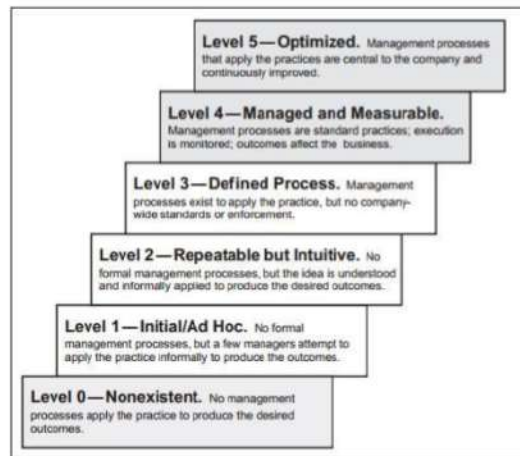 Level 5—Optimized. Management processes
that apply the practices are central to the company and
continuously improved.
Level 4—Managed and Measurable.
Management processes are standard practices; execution
is monitored; outcomes affect the business.
Level 3—Defined Process. Management
processes exist to apply the practice, but no company-
wide standards or enforcement.
Level 2—Repeatable but Intuitive. No
formal management processes, but the idea is understood
and informally applied to produce the desired outcomes.
Level 1—Initial/Ad Hoc. No formal
management processes, but a few managers attempt to
apply the practice informally to produce the outcomes.
Level 0—Nonexistent. No management
processes apply the practice to produce the desired
outcomes.